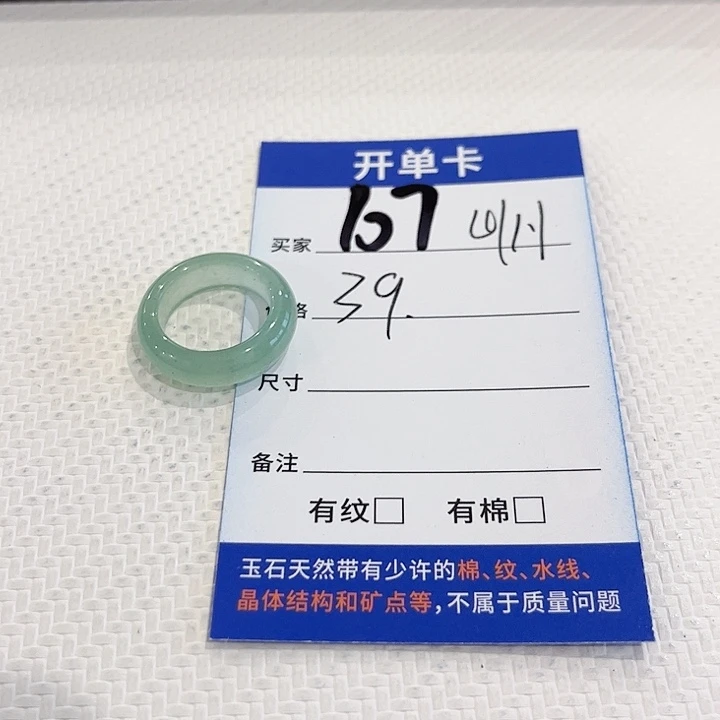 开单卡
买家 167
格 39.
尺寸
备注
有纹□ 有棉□
玉石天然带有少许的棉、纹、水线、
晶体结构和矿点等,不属于质量问题